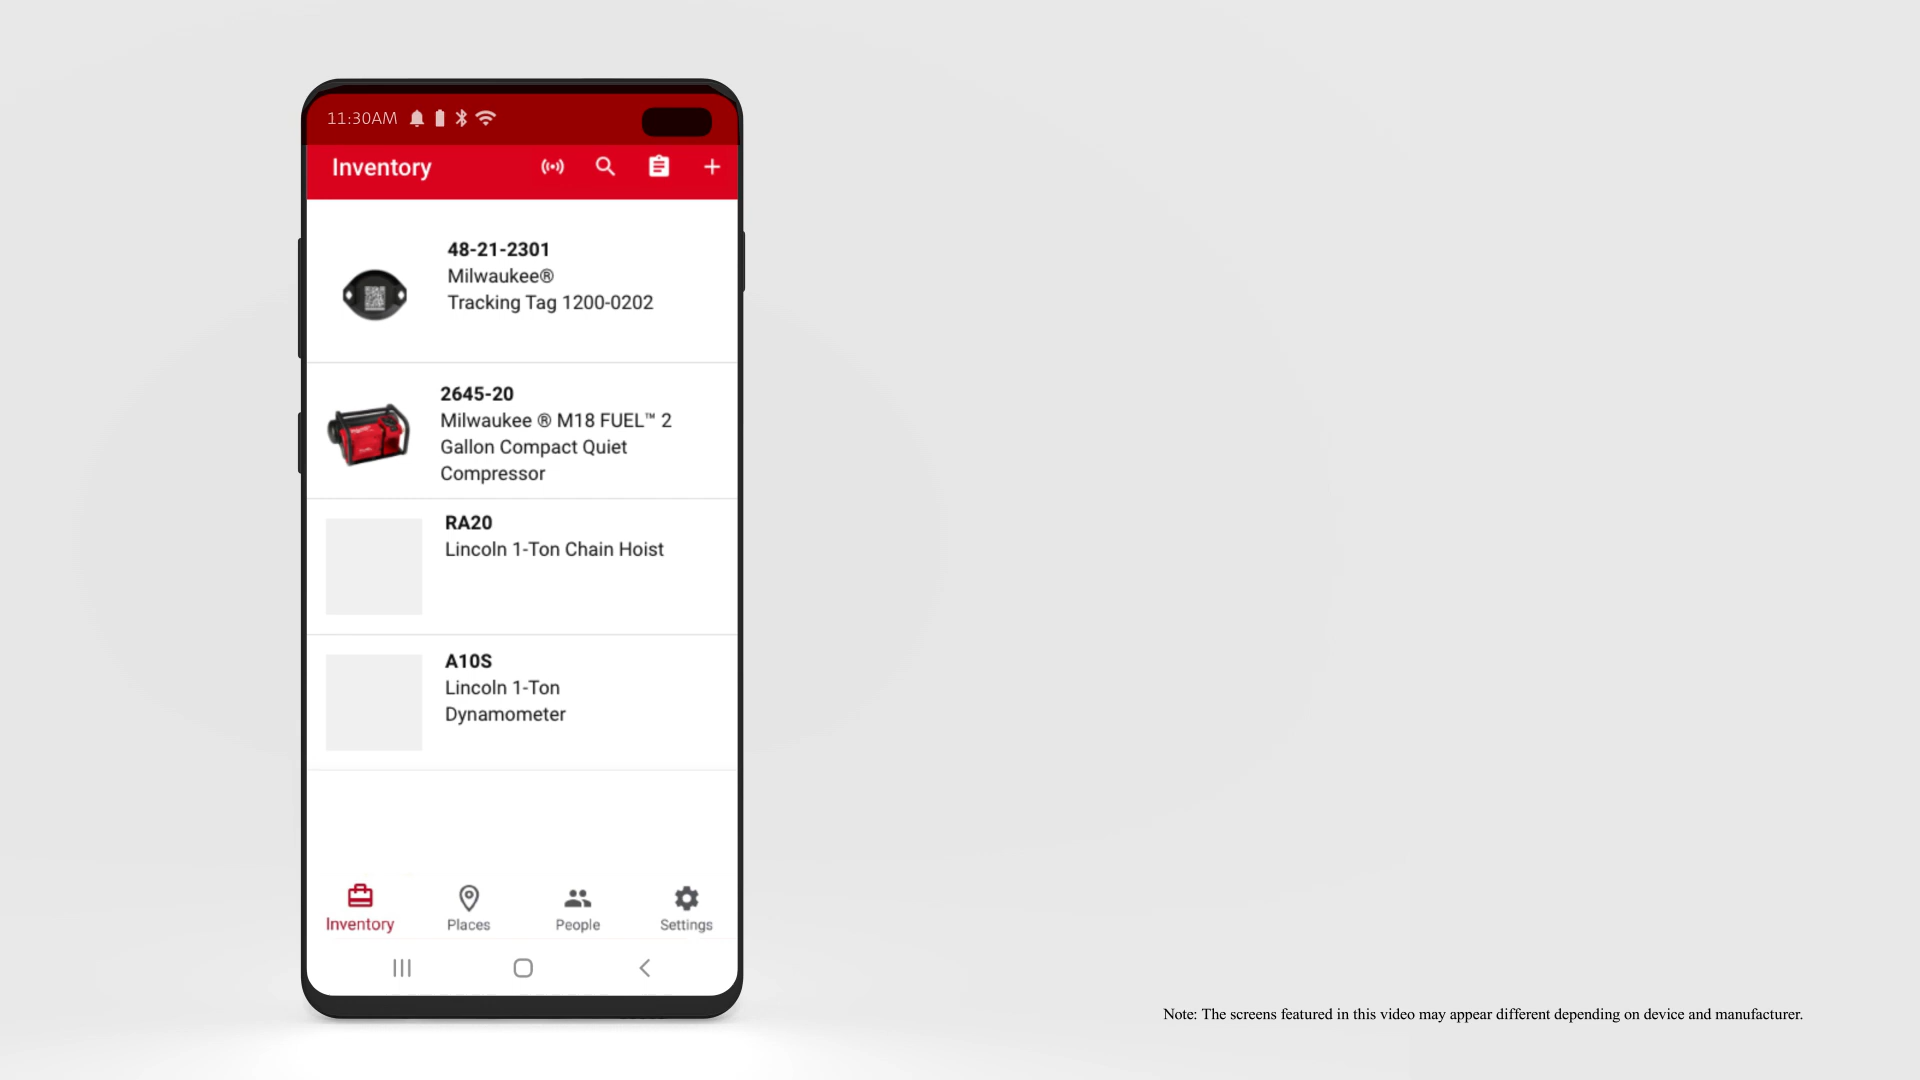 11:30AM
Inventory
48-21-2301
Milwaukee®
Tracking Tag 1200-0202
2645-20
Milwaukee ® M18 FUEL™ 2
Gallon Compact Quiet
Compressor
RA20
Lincoln 1-Ton Chain Hoist
A10S
Lincoln 1-Ton
Dynamometer
Inventory
Places
People
Settings
Note: The screens featured in this video may appear different depending on device and manufacturer.